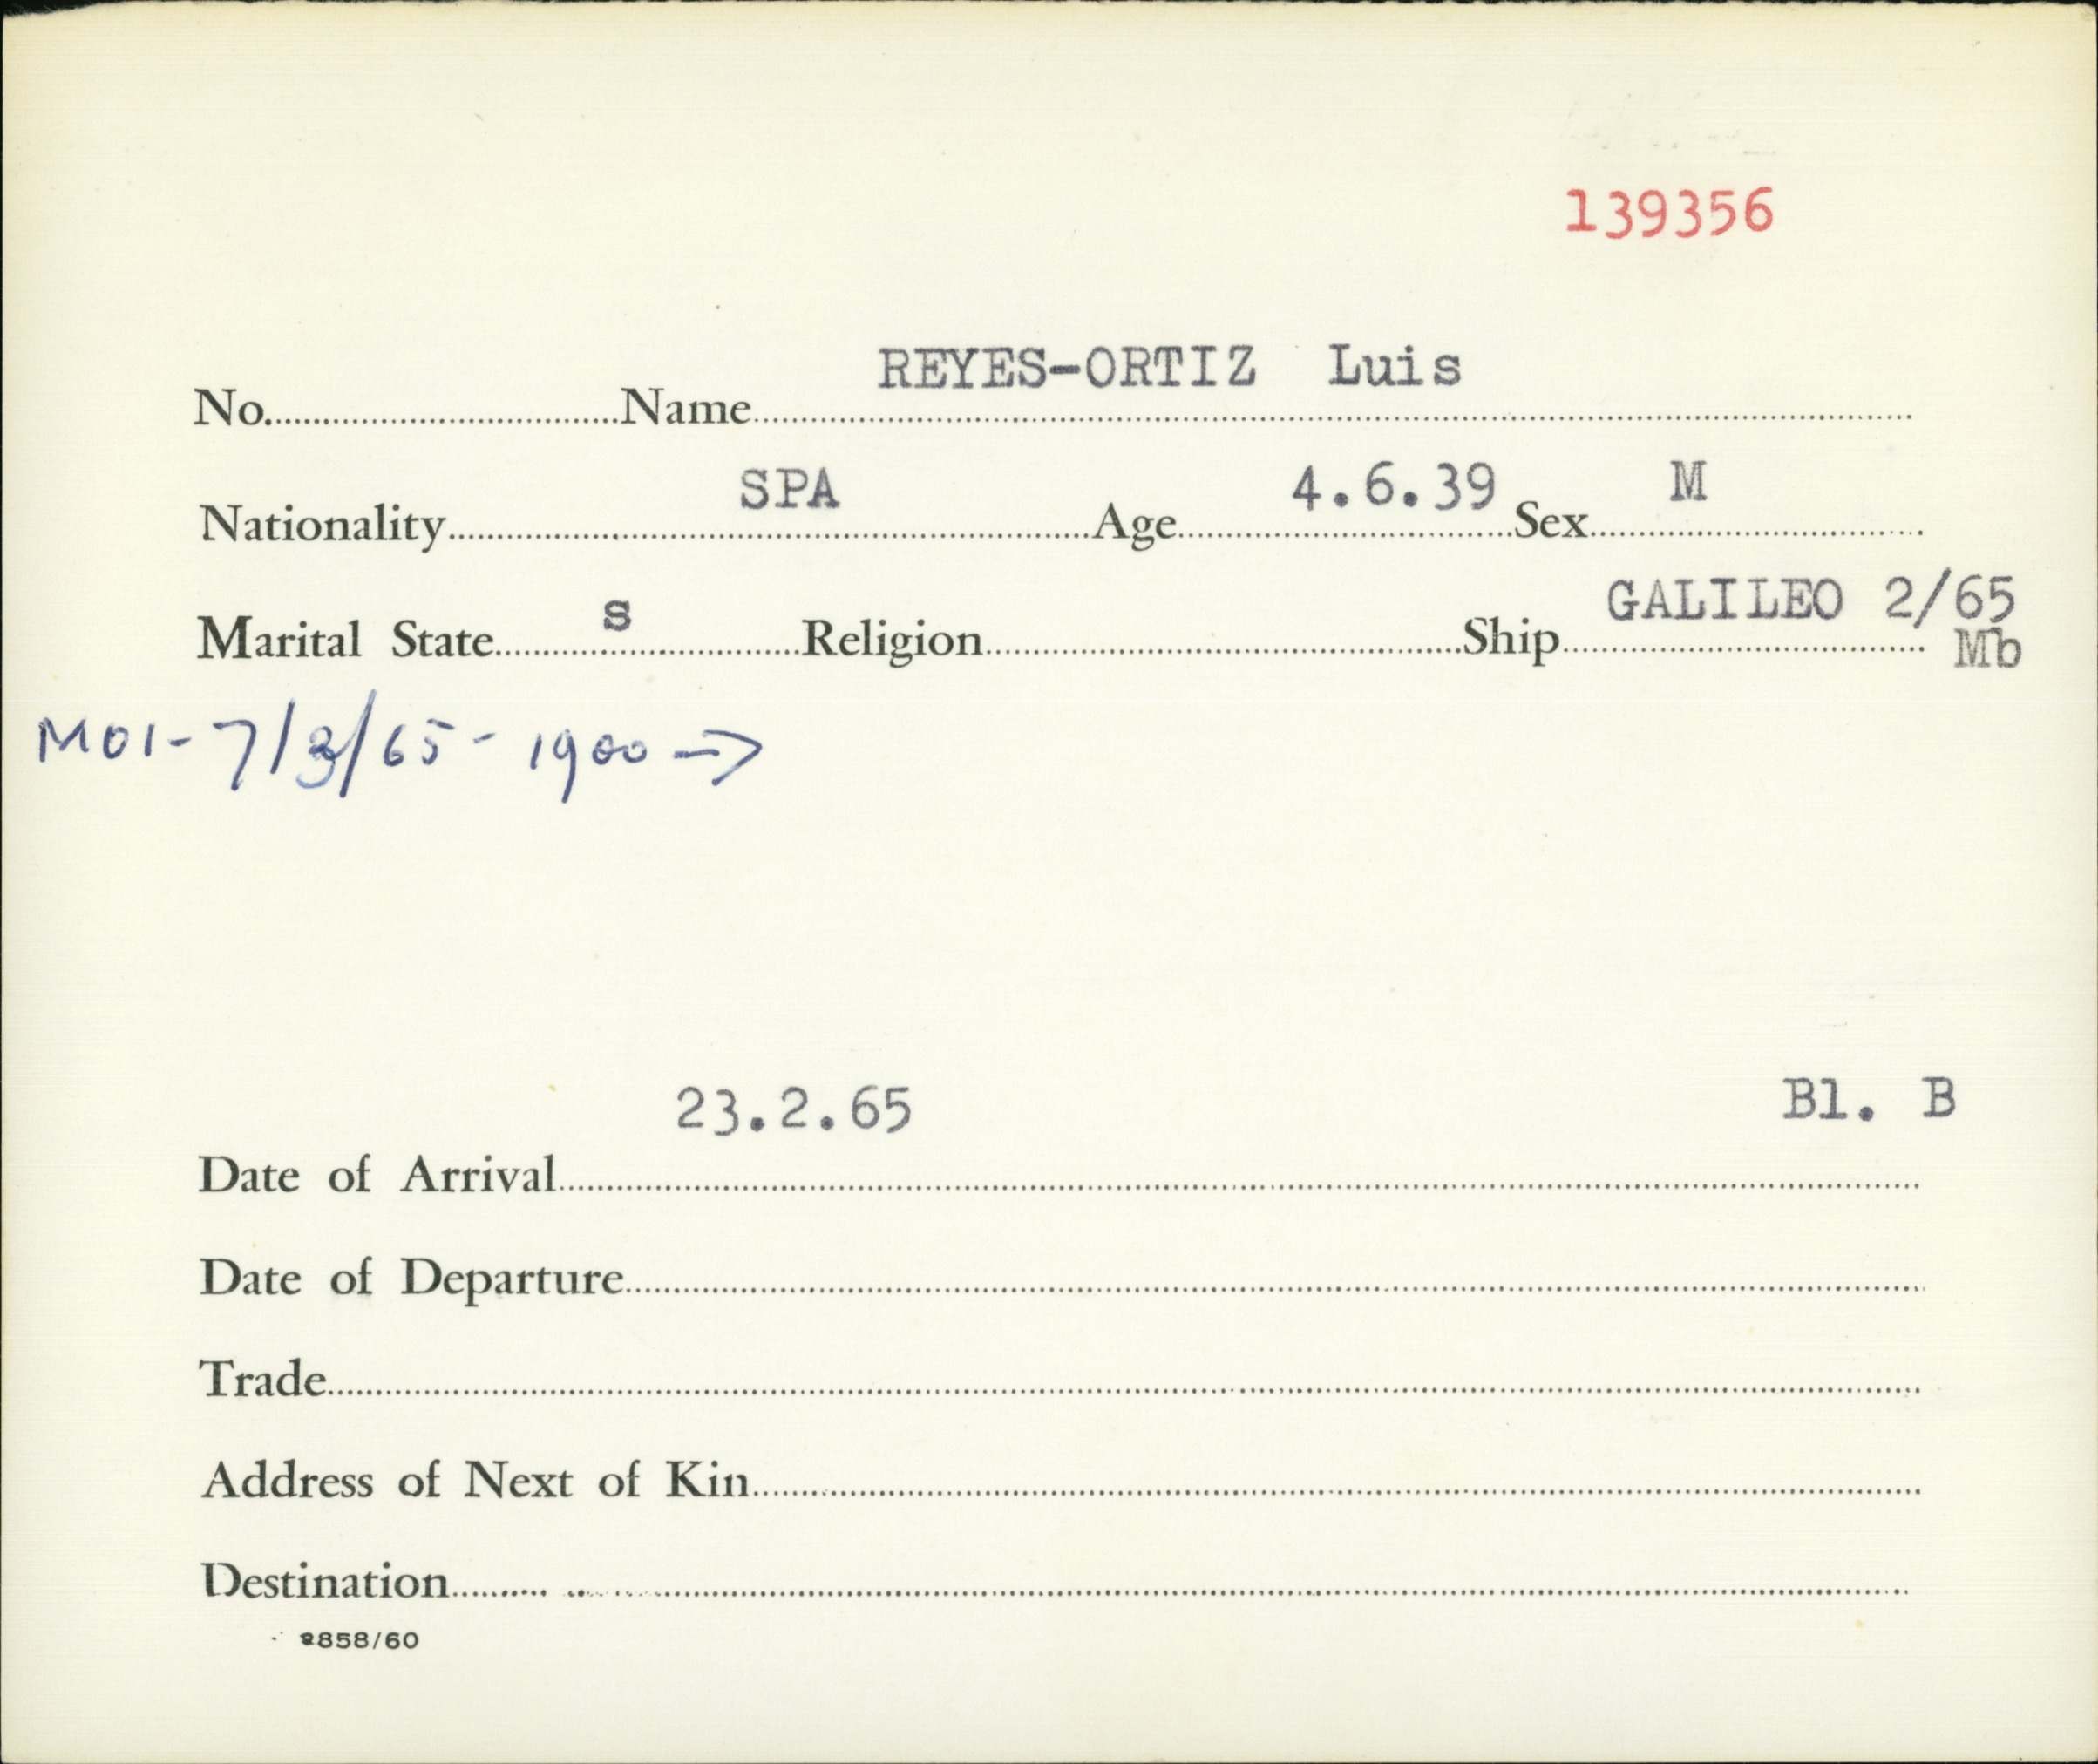 139356
No. Name REYES-ORTIZ Luis
Nationality SPA Age 4.6.39 Sex M
Marital State S Religion Ship GALILEO 2/65
Mb
M01-7/3/65-1900->
23.2.65 Bl. B
Date of Arrival
Date of Departure
Trade
Address of Next of Kin
Destination
2858/60